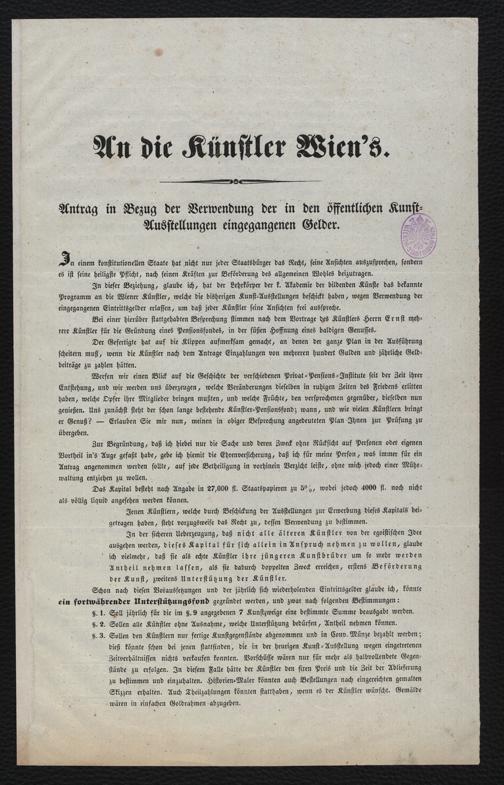 An die Künstler Wien's.
Antrag in Bezug der Verwendung der in den öffentlichen Kunst-
Ausstellungen eingegangenen Gelder.
In einem konstitutionellen Staate hat nicht nur jeder Staatsbürger das Recht, seine Ansichten auszusprechen, sondern
es ist seine heiligste Pflicht, nach seinen Kräften zur Beförderung des allgemeinen Wohles beizutragen.
In dieser Beziehung, glaube ich, hat der Lehrkörper der k. Akademie der bildenden Künste das bekannte
Programm an die Wiener Künstler, welche die bisherigen Kunst-Ausstellungen beschickt haben, wegen Verwendung der
eingegangenen Eintrittsgelder erlassen, um daß jeder Künstler seine Ansichten frei ausspreche.
Bei einer hierüber stattgehabten Besprechung stimmen nach dem Vortrage des Künstlers Herrn Ernst meh-
rere Künstler für die Gründung eines Pensionsfondes, in der süßen Hoffnung eines baldigen Genusses.
Der Gefertigte hat auf die Klippen aufmerksam gemacht, an denen der ganze Plan in der Ausführung
scheitern muß, wenn die Künstler nach dem Antrage Einzahlungen von mehreren hundert Gulden und jährliche Geld-
beiträge zu zahlen hätten.
Werfen wir einen Blick auf die Geschichte der verschiedenen Privat-Pensions-Institute seit der Zeit ihrer
Entstehung, und wir werden uns überzeugen, welche Veränderungen dieselben in ruhigen Zeiten des Friedens erlitten
haben, welche Opfer ihre Mitglieder bringen mußten, und welche Früchte, den versprochenen gegenüber, dieselben nun
genießen. Uns zunächst steht der schon lange bestehende Künstler-Pensionsfond; wann, und wie vielen Künstlern bringt
er Genuß? — Erlauben Sie mir nun, meinen in obiger Besprechung angedeuteten Plan Ihnen zur Prüfung zu
übergeben.
Zur Begründung, daß ich hiebei nur die Sache und deren Zweck ohne Rücksicht auf Personen oder eigenen
Vortheil in's Auge gefaßt habe, gebe ich hiemit die Ehrenversicherung, daß ich für meine Person, was immer für ein
Antrag angenommen werden sollte, auf jede Betheiligung in vorhinein Verzicht leiste, ohne mich jedoch einer Mühe-
waltung entziehen zu wollen.
Das Kapital besteht nach Angabe in 27,000 fl. Staatspapieren zu 5%, wobei jedoch 4000 fl. noch nicht
als völlig liquid angesehen werden können.
Jenen Künstlern, welche durch Beschickung der Ausstellungen zur Erwerbung dieses Kapitals bei-
getragen haben, steht vorzugsweise das Recht zu, dessen Verwendung zu bestimmen.
In der sicheren Ueberzeugung, daß nicht alle älteren Künstler von der egoistischen Idee
ausgehen werden, dieses Kapital für sich allein in Anspruch nehmen zu wollen, glaube
ich vielmehr, daß sie als echte Künstler ihre jüngeren Kunstbrüder um so mehr werden
Antheil nehmen lassen, als sie dadurch doppelten Zweck erreichen, erstens Beförderung
der Kunst, zweitens Unterstützung der Künstler.
Schon nach diesen Voraussetzungen und der jährlich sich wiederholenden Eintrittsgelder glaube ich, könnte
ein fortwährender Unterstützungsfond gegründet werden, und zwar nach folgenden Bestimmungen:
§. 1. Soll jährlich für die im §. 9 angegebenen 7 Kunstzweige eine bestimmte Summe beausgabt werden.
§. 2. Sollen alle Künstler ohne Ausnahme, welche Unterstützung bedürfen, Antheil nehmen können.
§. 3. Sollen den Künstlern nur fertige Kunstgegenstände abgenommen und in Conv. Münze bezahlt werden;
dieß könnte schon bei jenen stattfinden, die in der heurigen Kunst-Ausstellung wegen eingetretenen
Zeitverhältnissen nichts verkaufen konnten. Vorschüsse wären nur für mehr als halbvollendete Gegen-
stände zu erfolgen. In diesem Falle hätte der Künstler den fixen Preis und die Zeit der Ablieferung
zu bestimmen und einzuhalten. Historien-Maler könnten auch Bestellungen nach eingereichten gemalten
Skizzen erhalten. Auch Theilzahlungen könnten statthaben, wenn es der Künstler wünscht. Gemälde
wären in einfachen Goldrahmen abzugeben.